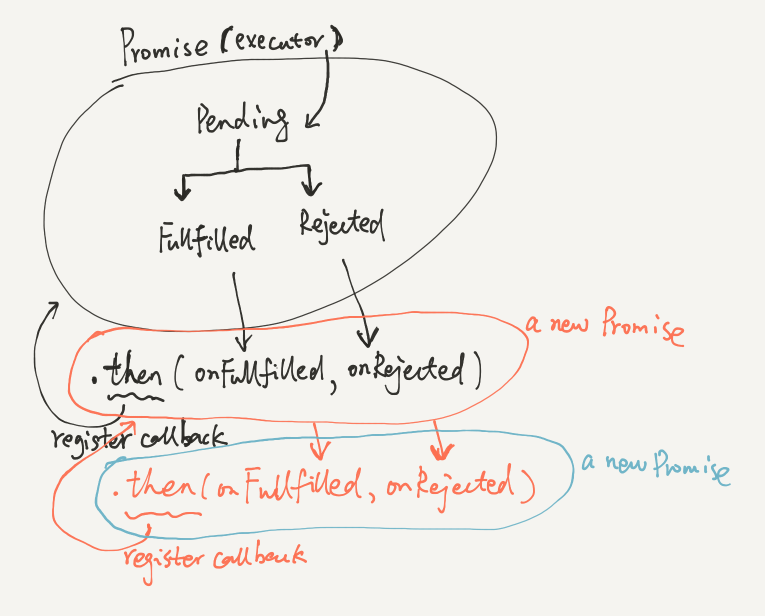 Promise (executor)
Pending
Fullfilled
Rejected
a new Promise
.then ( onFullfilled, onRejected )
register callback
a new Promise
.then (onFullfilled, onRejected)
register callback